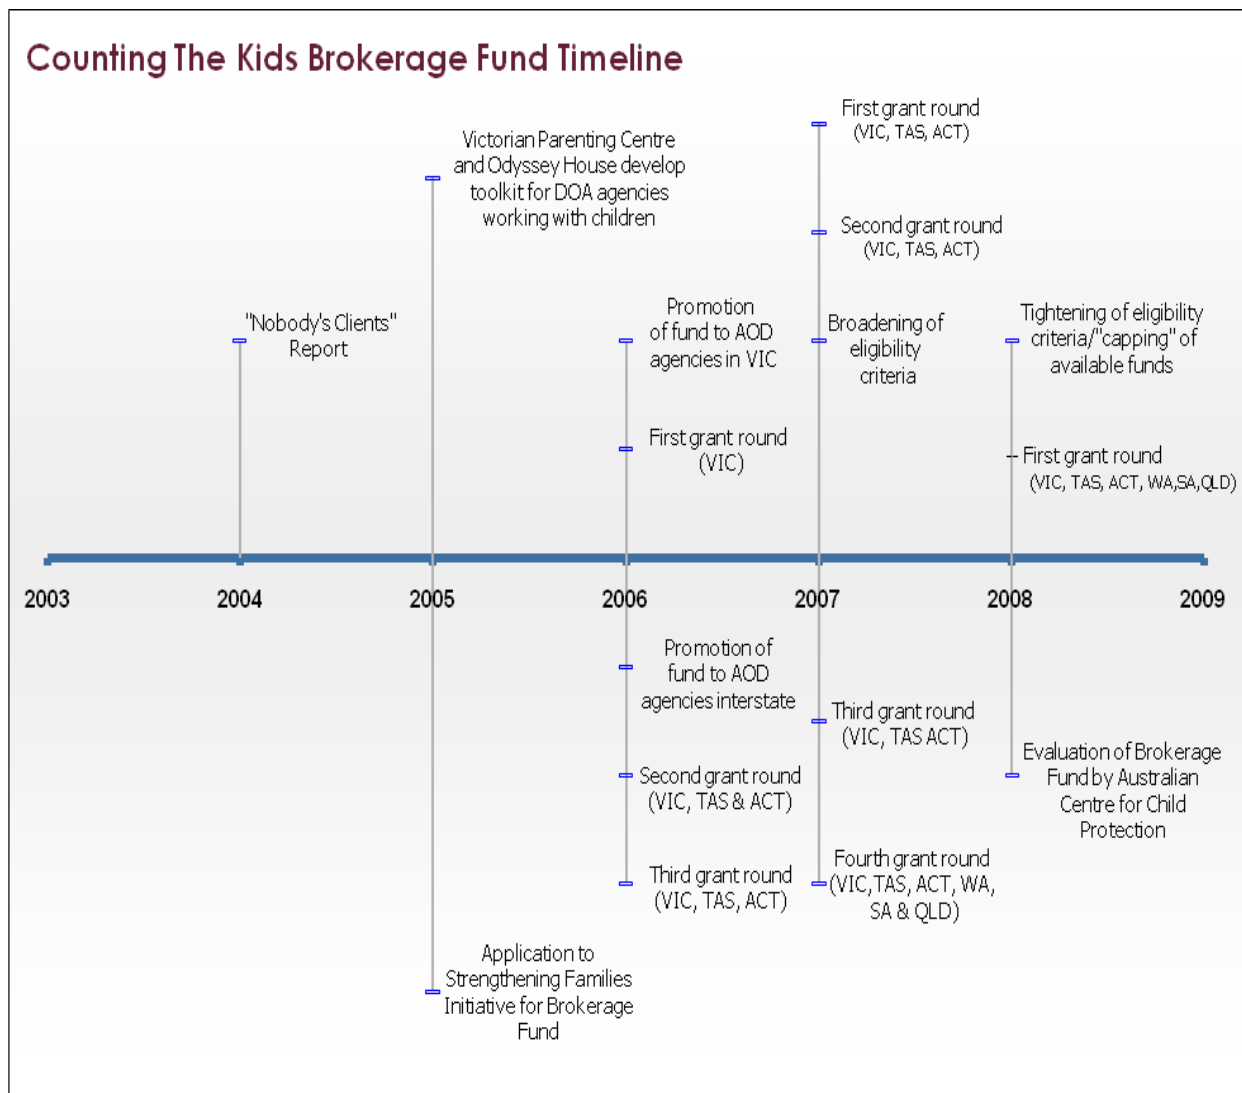 Counting The Kids Brokerage Fund Timeline
First grant round
(VIC, TAS, ACT)
Victorian Parenting Centre
and Odyssey House develop
toolkit for DOA agencies
working with children
Second grant round
(VIC, TAS, ACT)
"Nobody's Clients"
Report
Promotion
of fund to AOD
agencies in VIC
Broadening of
eligibility
criteria
Tightening of eligibility
criteria/"capping" of
available funds
First grant round
(VIC)
First grant round
(VIC, TAS, ACT, WA,SA,QLD)
2003 2004 2005 2006 2007 2008 2009
Promotion of
fund to AOD
agencies interstate
Third grant round
(VIC, TAS ACT)
Second grant round
(VIC, TAS & ACT)
Evaluation of Brokerage
Fund by Australian
Centre for Child
Protection
Third grant round
(VIC, TAS, ACT)
Fourth grant round
(VIC,TAS, ACT, WA,
SA & QLD)
Application to
Strengthening Families
Initiative for Brokerage
Fund